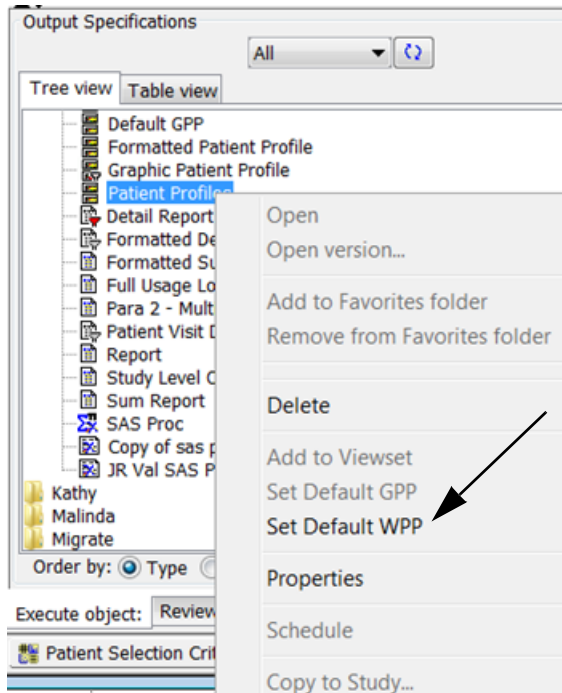 Output Specifications
All
Tree view Table view
Default GPP
Formatted Patient Profile
Graphic Patient Profile
Patient Profiles
Detail Report
Formatted De
Formatted Su
Full Usage Lo
Para 2 - Mult
Patient Visit D
Report
Study Level C
Sum Report
SAS Proc
Copy of sas p
JR Val SAS P
Kathy
Malinda
Migrate
Order by: Type
Execute object: Review
Patient Selection Crit
Open
Open version...
Add to Favorites folder
Remove from Favorites folder
Delete
Add to Viewset
Set Default GPP
Set Default WPP
Properties
Schedule
Copy to Study...